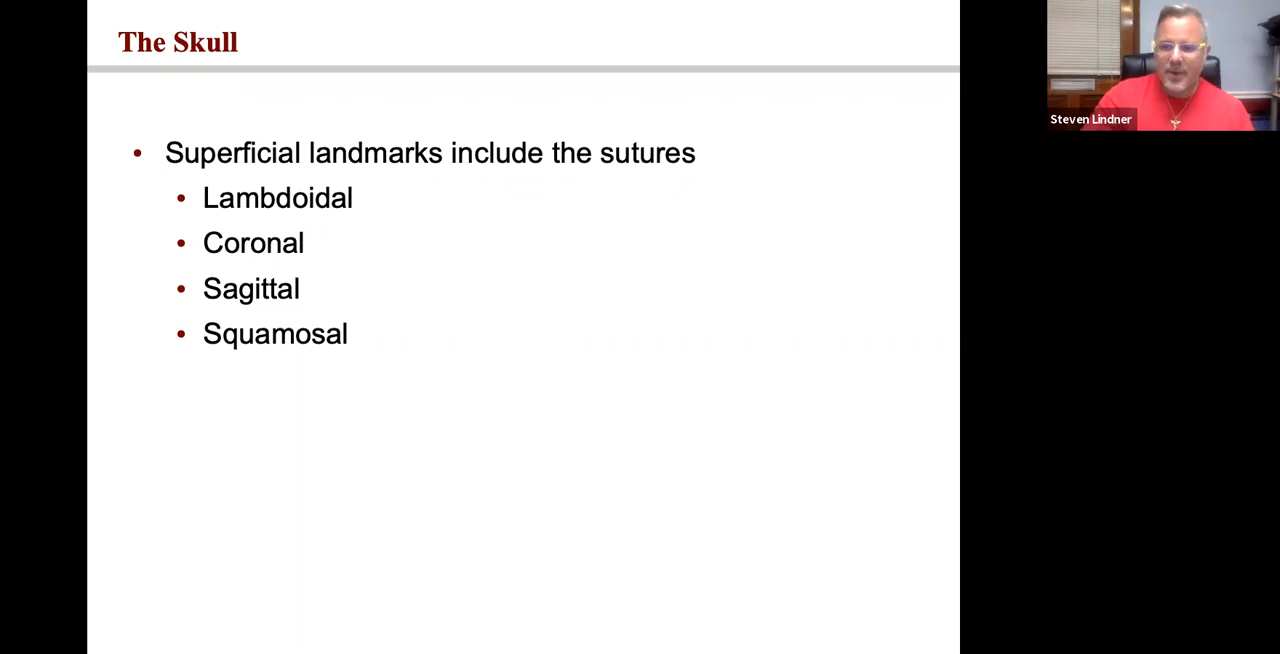 The Skull
Superficial landmarks include the sutures
Lambdoidal
Coronal
Sagittal
Squamosal
Steven Lindner